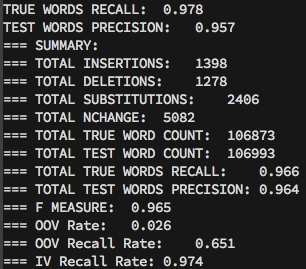 TRUE WORDS RECALL: 0.978
TEST WORDS PRECISION: 0.957
=== SUMMARY:
=== TOTAL INSERTIONS: 1398
=== TOTAL DELETIONS: 1278
=== TOTAL SUBSTITUTIONS: 2406
=== TOTAL NCHANGE: 5082
=== TOTAL TRUE WORD COUNT: 106873
=== TOTAL TEST WORD COUNT: 106993
=== TOTAL TRUE WORDS RECALL: 0.966
=== TOTAL TEST WORDS PRECISION: 0.964
=== F MEASURE: 0.965
=== OOV Rate: 0.026
=== OOV Recall Rate: 0.651
=== IV Recall Rate: 0.974